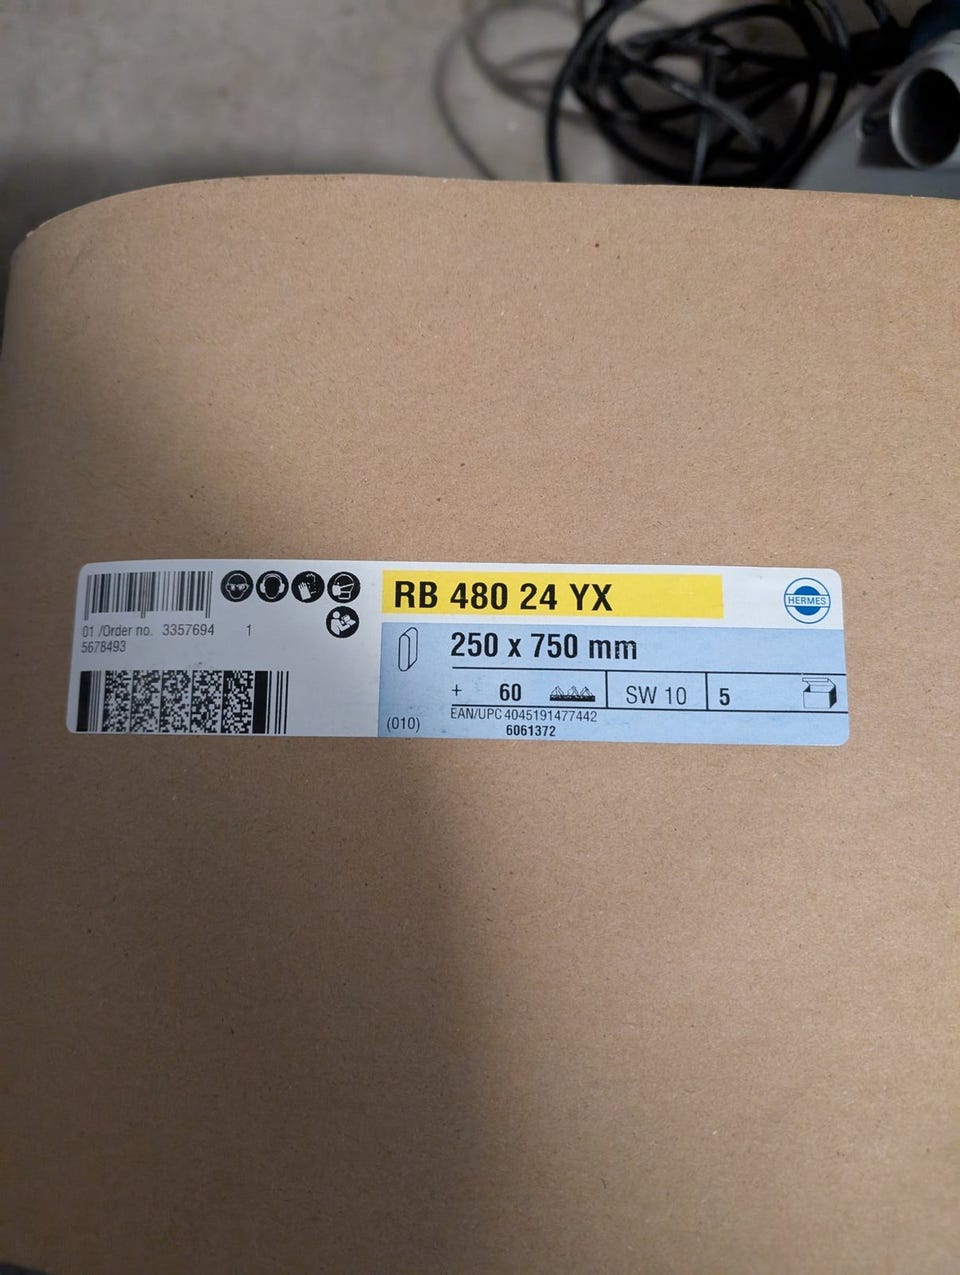 01 /Order no. 3357694 1
5678493
RB 480 24 YX
HERMES
250 x 750 mm
+ 60 SW 10 5
(010)
EAN/UPC 4045191477442
6061372